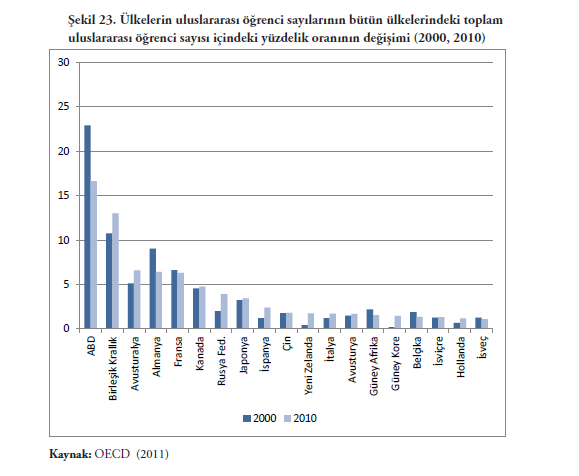 Şekil 23. Ülkelerin uluslararası öğrenci sayılarının bütün ülkelerindeki toplam
uluslararası öğrenci sayısı içindeki yüzdelik oranının değişimi (2000, 2010)
30
25
20
15
10
5
0
ABD
Birleşik Krallık
Avusturalya
Almanya
Fransa
Kanada
Rusya Fed.
Japonya
İspanya
Çin
Yeni Zelanda
İtalya
Avusturya
Güney Afrika
Güney Kore
Belçika
İsviçre
Hollanda
İsveç
2000 2010
Kaynak: OECD (2011)